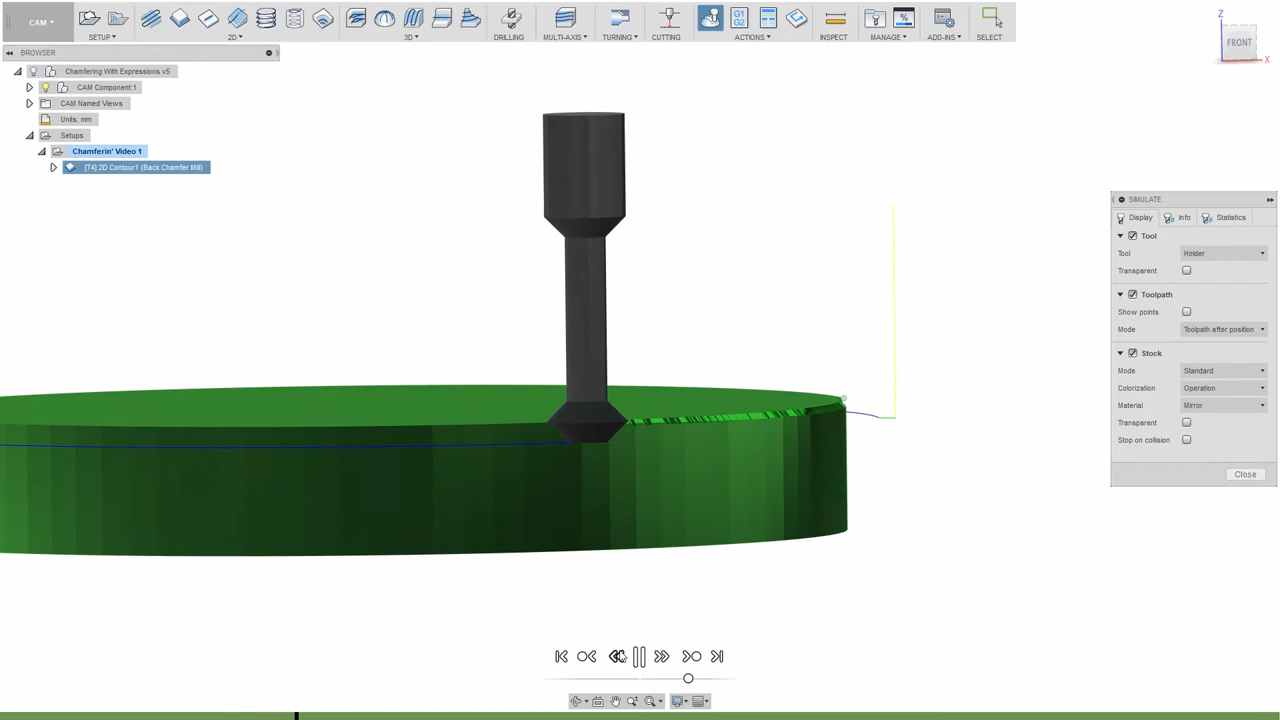 CAM
G1
G2
%
SETUP
2D
3D
DRILLING
MULTI-AXIS
TURNING
CUTTING
ACTIONS
INSPECT
MANAGE
ADD-INS
SELECT
BROWSER
Chamfering With Expressions v5
CAM Component:1
CAM Named Views
Units: mm
Setups
Chamferin' Video 1
[T4] 2D Contour1 (Back Chamfer Mill)
Z
FRONT
X
SIMULATE
Display
Info
Statistics
Tool
Tool
Holder
Transparent
Toolpath
Show points
Mode
Toolpath after position
Stock
Mode
Standard
Colorization
Operation
Material
Mirror
Transparent
Stop on collision
Close